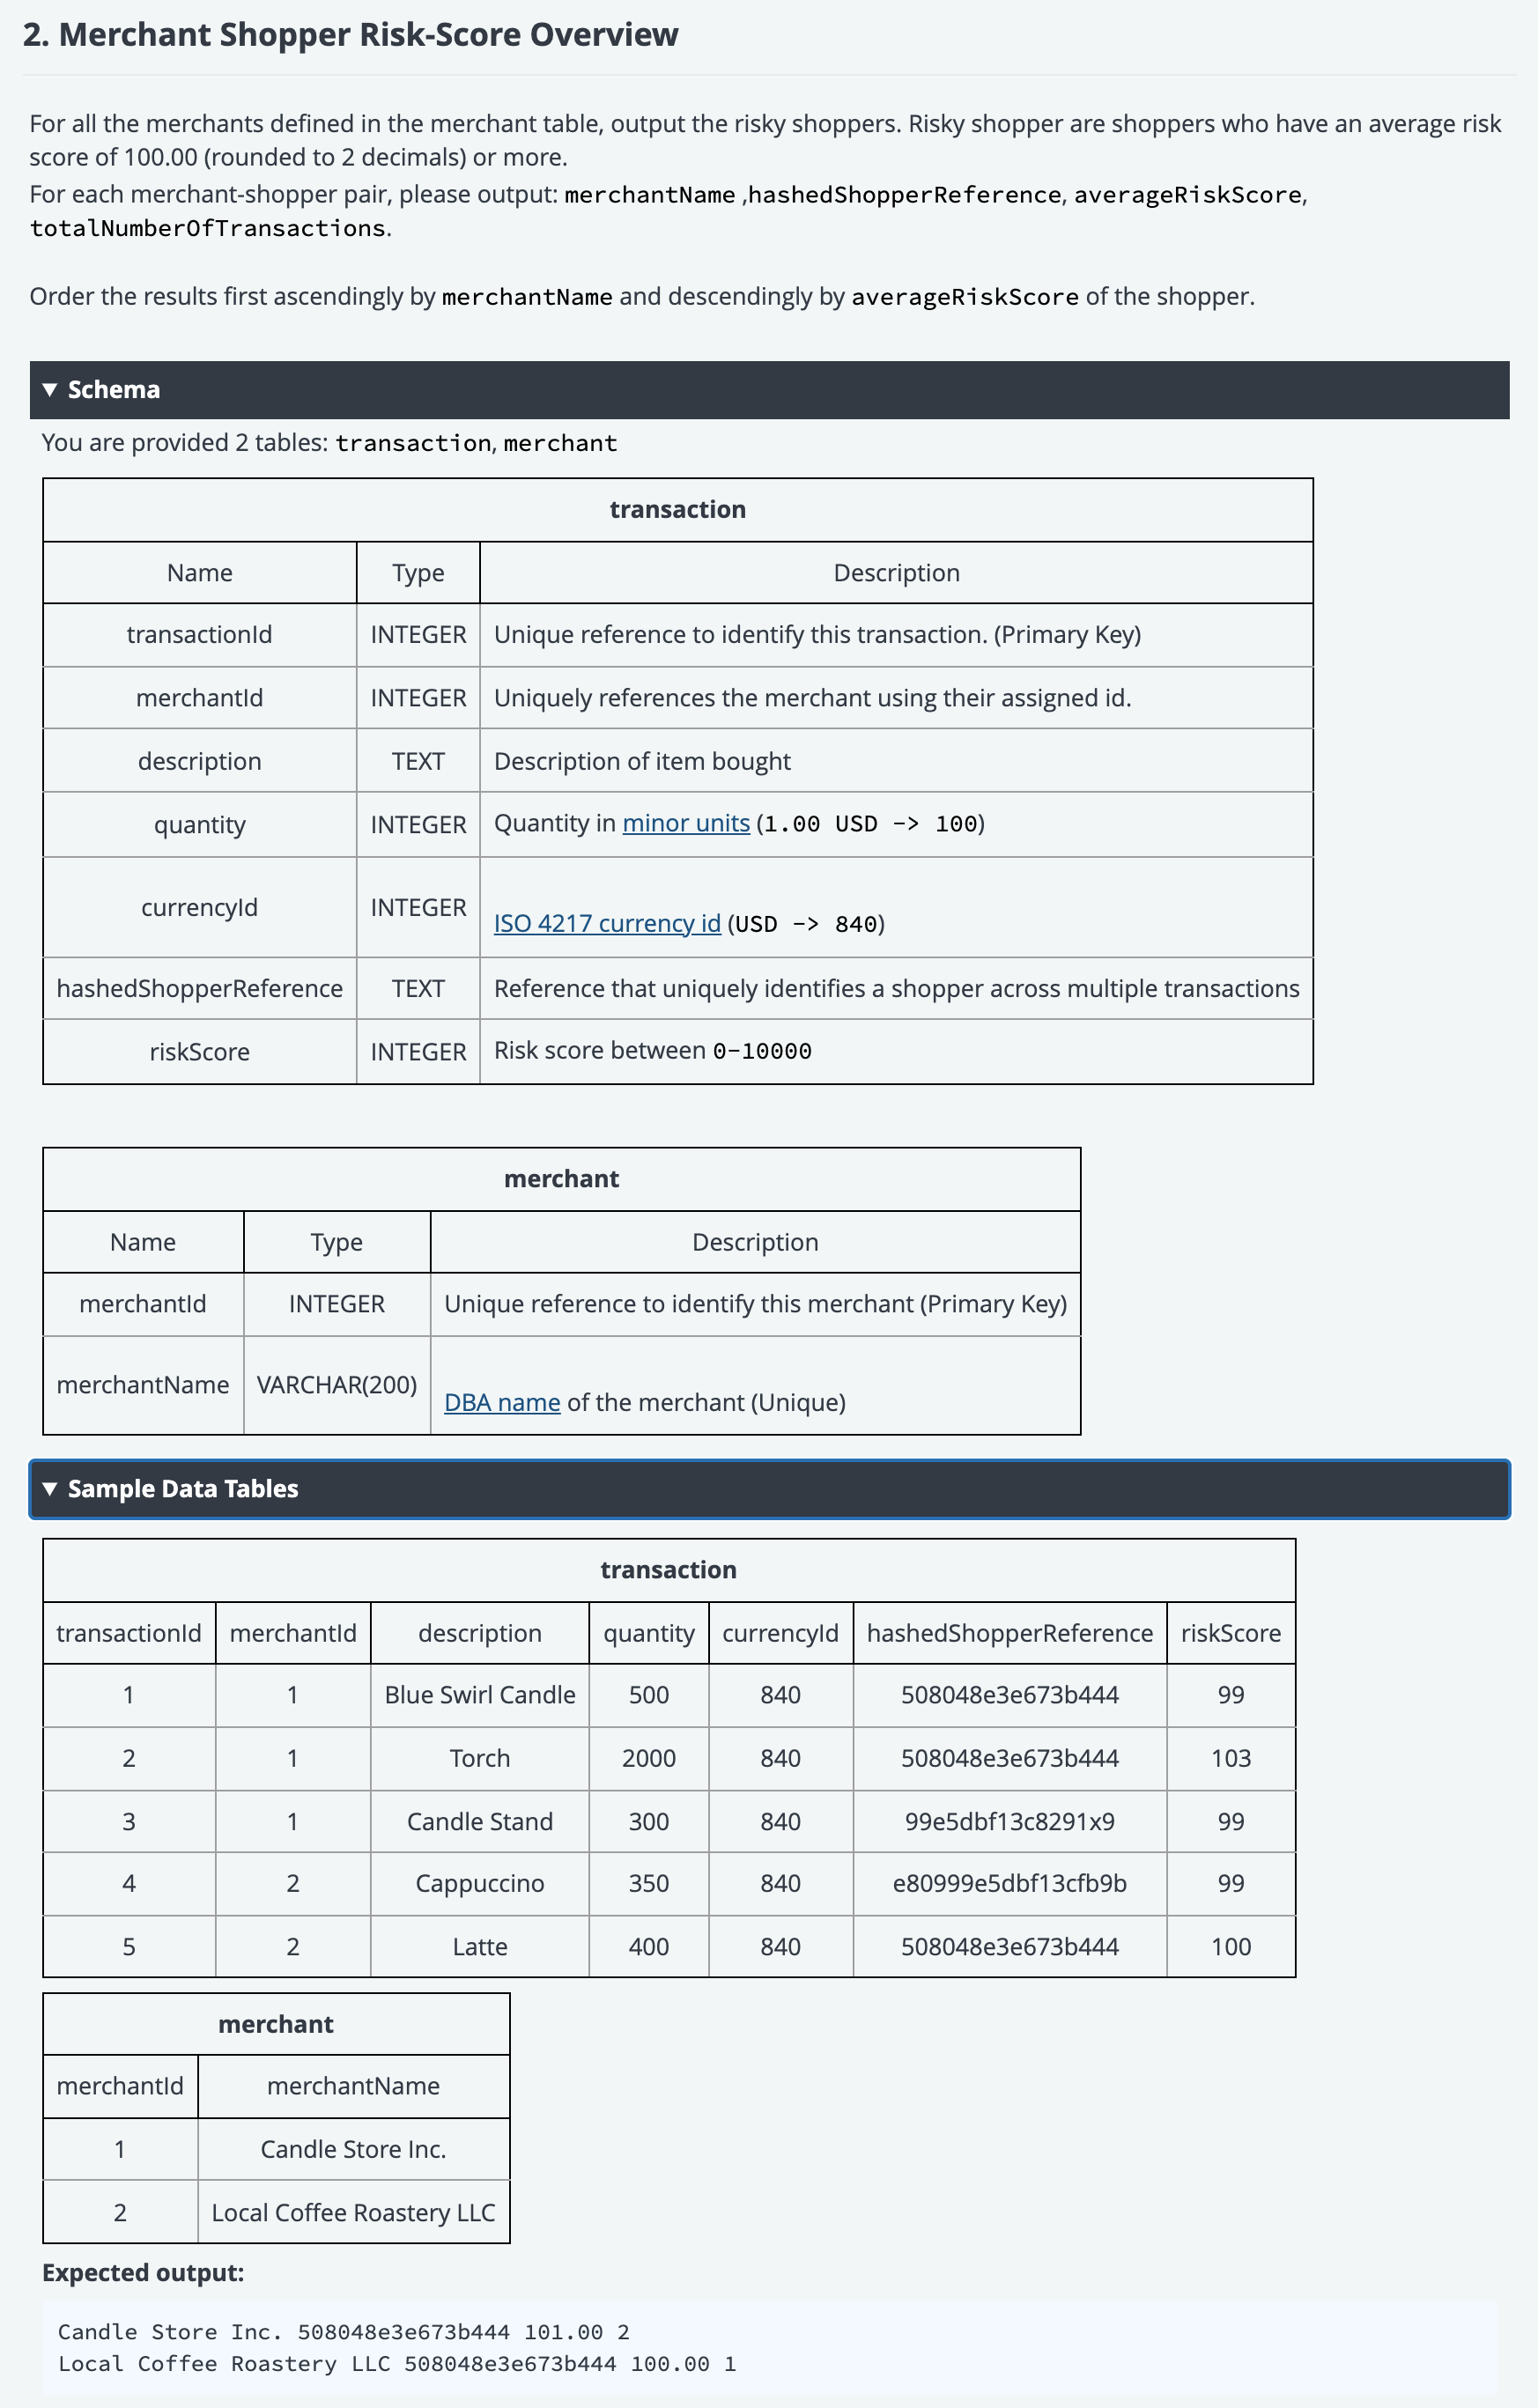 2. Merchant Shopper Risk-Score Overview
For all the merchants defined in the merchant table, output the risky shoppers. Risky shopper are shoppers who have an average risk
score of 100.00 (rounded to 2 decimals) or more.
For each merchant-shopper pair, please output: merchantName ,hashedShopperReference, averageRiskScore,
totalNumberOfTransactions.
Order the results first ascendingly by merchantName and descendingly by averageRiskScore of the shopper.
▼ Schema
You are provided 2 tables: transaction, merchant
transaction
Name Type Description
transactionId INTEGER Unique reference to identify this transaction. (Primary Key)
merchantId INTEGER Uniquely references the merchant using their assigned id.
description TEXT Description of item bought
quantity INTEGER Quantity in minor units (1.00 USD -> 100)
currencyId INTEGER ISO 4217 currency id (USD -> 840)
hashedShopperReference TEXT Reference that uniquely identifies a shopper across multiple transactions
riskScore INTEGER Risk score between 0-10000
merchant
Name Type Description
merchantId INTEGER Unique reference to identify this merchant (Primary Key)
merchantName VARCHAR(200) DBA name of the merchant (Unique)
▼ Sample Data Tables
transaction
transactionId merchantId description quantity currencyId hashedShopperReference riskScore
1 1 Blue Swirl Candle 500 840 508048e3e673b444 99
2 1 Torch 2000 840 508048e3e673b444 103
3 1 Candle Stand 300 840 99e5dbf13c8291x9 99
4 2 Cappuccino 350 840 e80999e5dbf13cfb9b 99
5 2 Latte 400 840 508048e3e673b444 100
merchant
merchantId merchantName
1 Candle Store Inc.
2 Local Coffee Roastery LLC
Expected output:
Candle Store Inc. 508048e3e673b444 101.00 2
Local Coffee Roastery LLC 508048e3e673b444 100.00 1